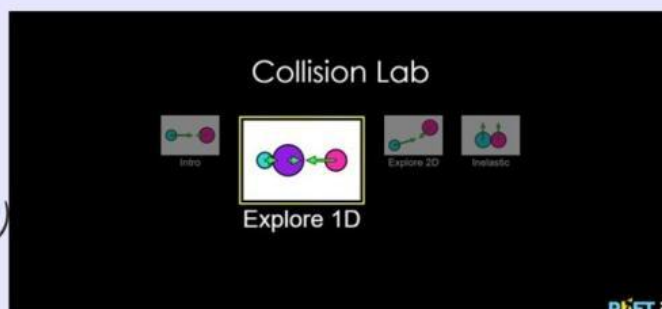 Collision Lab
Intro
Explore 1D
Explore 2D
Inelastic